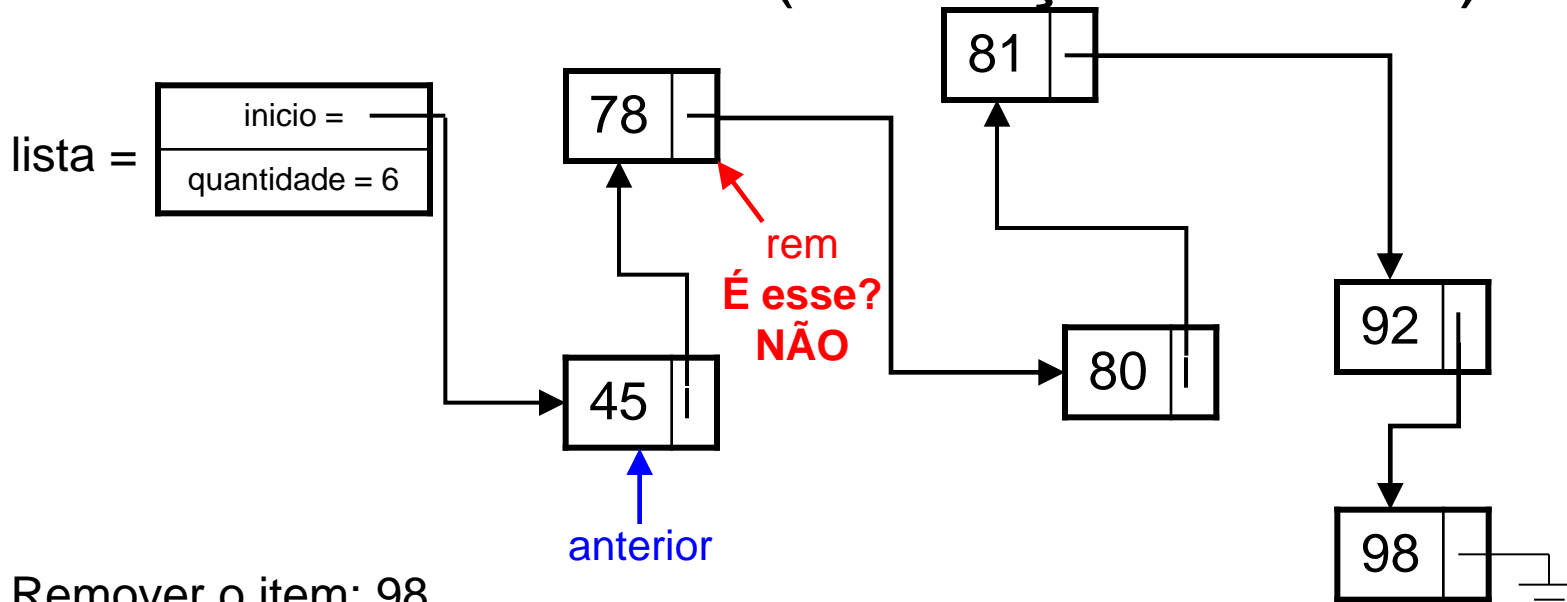 81
inicio =
78
lista =
quantidade = 6
rem
É esse?
NÃO
92
80
45
anterior
98
Remover o item: 98